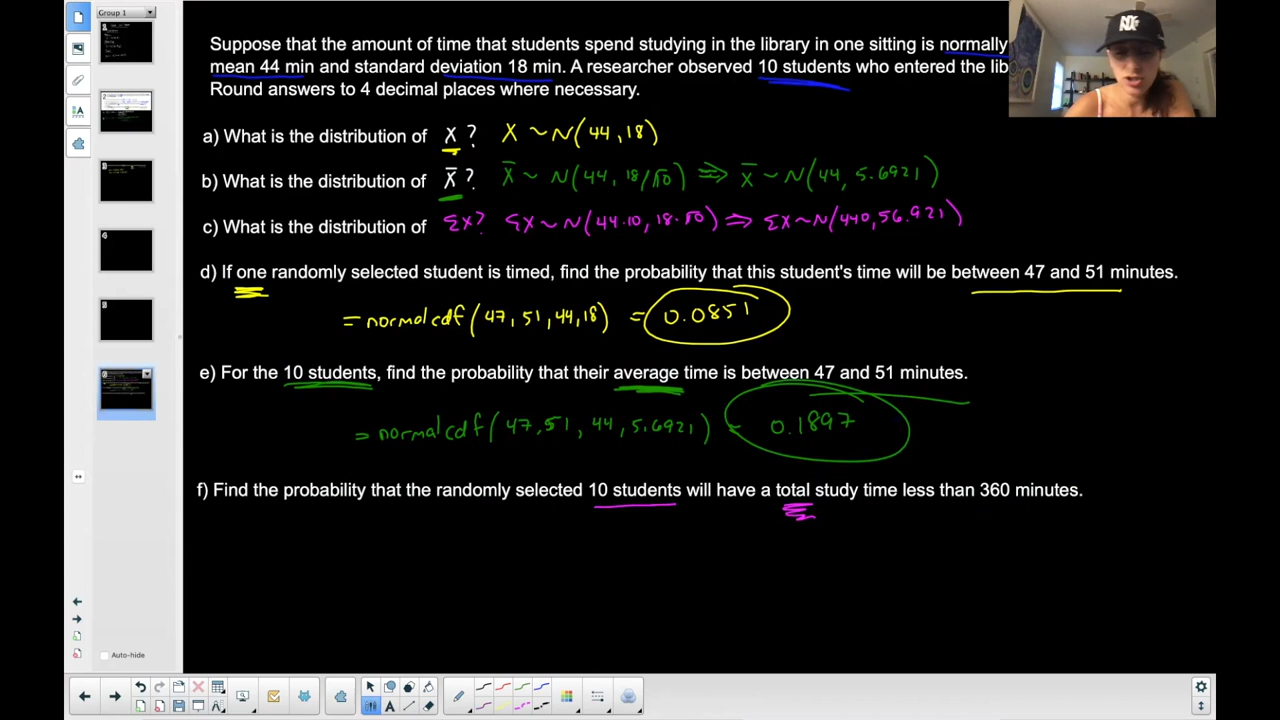 Group 1
Suppose that the amount of time that students spend studying in the library in one sitting is normally
mean 44 min and standard deviation 18 min. A researcher observed 10 students who entered the lib
Round answers to 4 decimal places where necessary.
a) What is the distribution of X? X ~ N(44, 18)
b) What is the distribution of X̄? X̄ ~ N(44, 18/√10) ⇒ X̄ ~ N(44, 5.6921)
c) What is the distribution of Σx? Σx ~ N(44·10, 18·√10) ⇒ Σx ~ N(440, 56.921)
d) If one randomly selected student is timed, find the probability that this student's time will be between 47 and 51 minutes.
= normalcdf(47, 51, 44, 18) = 0.0851
e) For the 10 students, find the probability that their average time is between 47 and 51 minutes.
= normalcdf(47, 51, 44, 5.6921) = 0.1897
f) Find the probability that the randomly selected 10 students will have a total study time less than 360 minutes.
Auto-hide